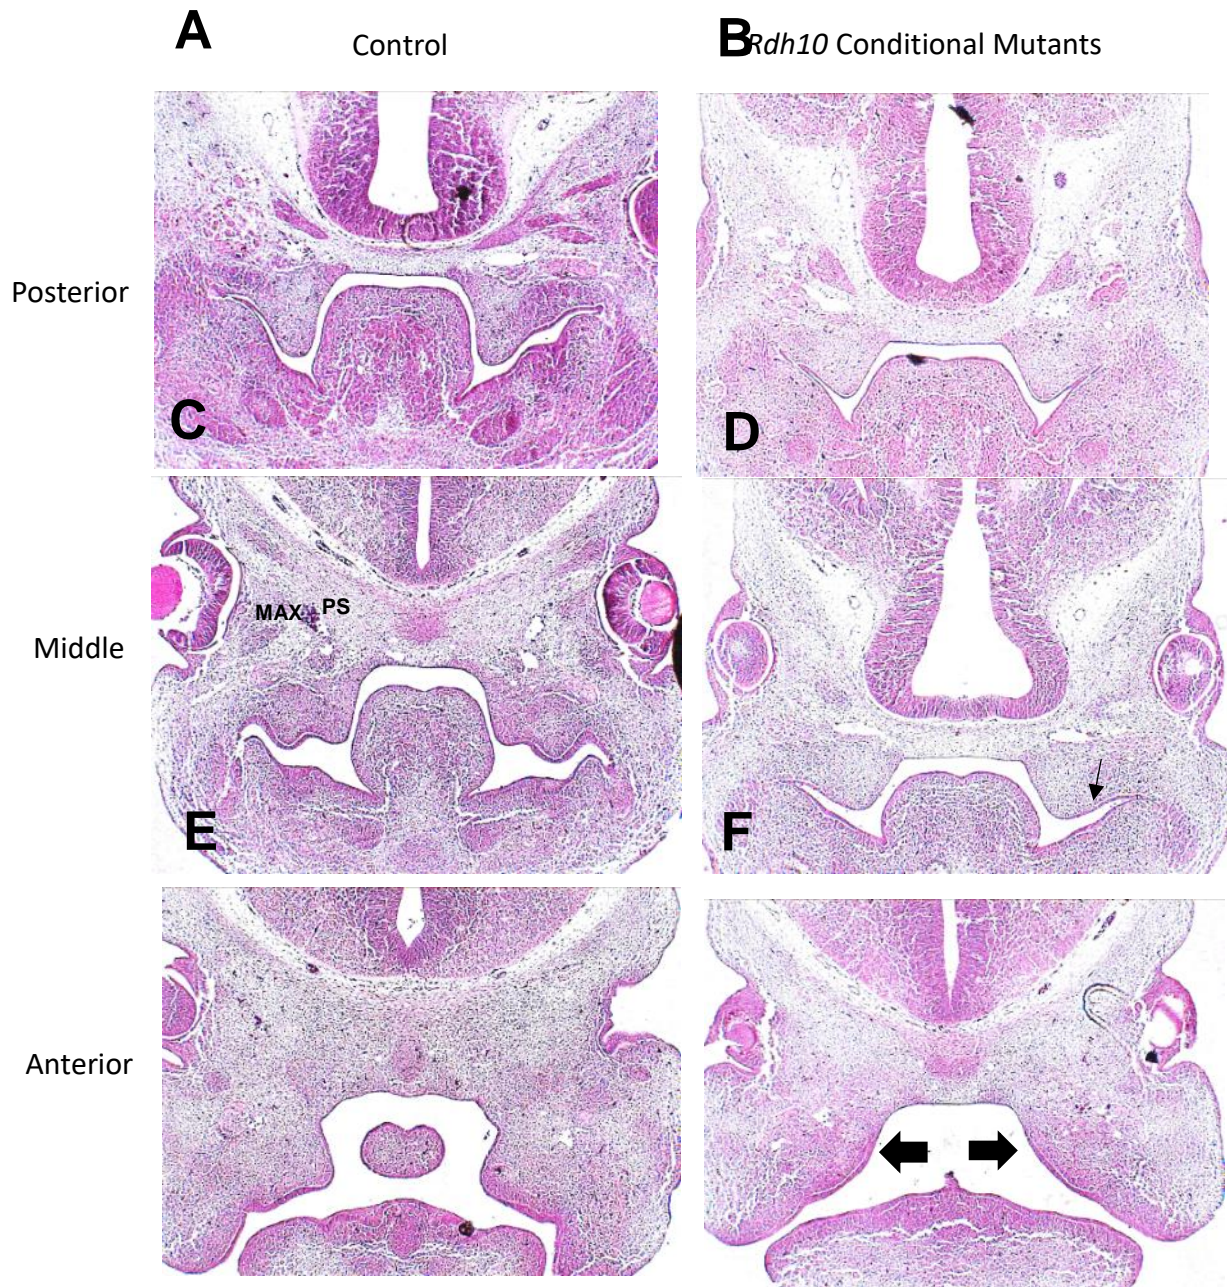 A
Control
B
Rdh10 Conditional Mutants
Posterior
C
D
MAX
PS
Middle
E
F
Anterior